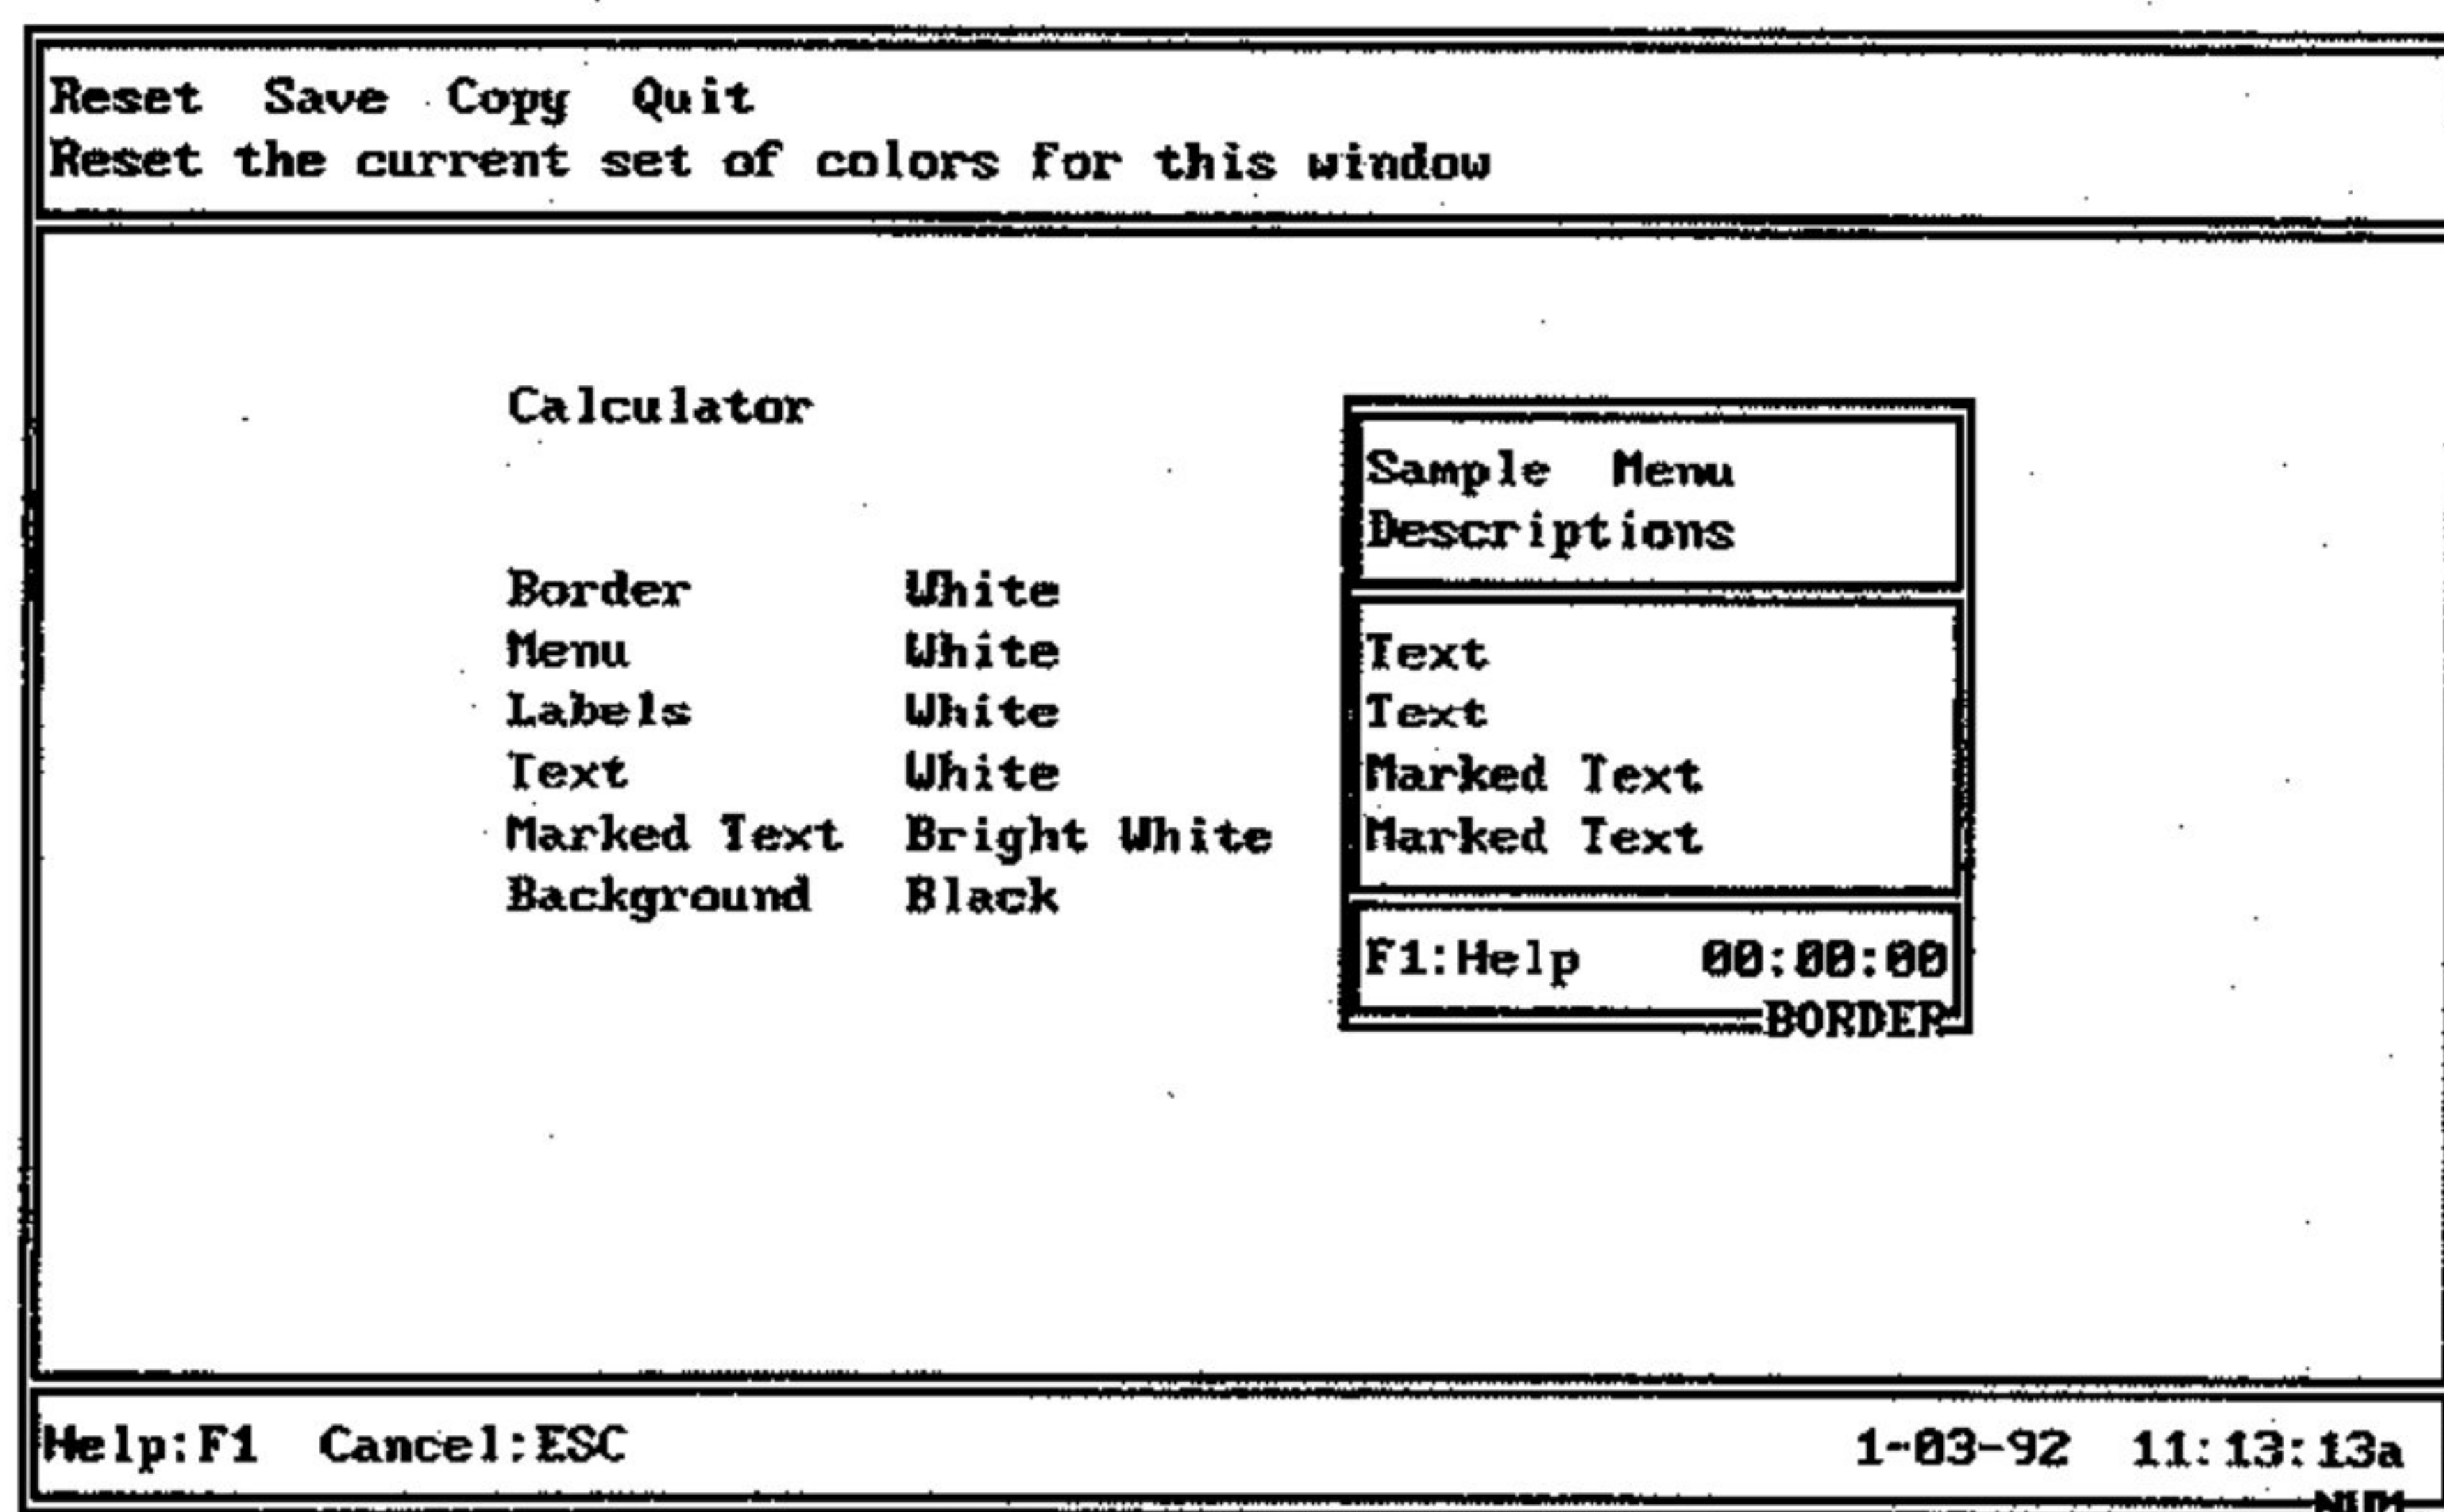 Reset  Save  Copy  Quit
Reset the current set of colors for this window
Calculator
Border  White
Menu  White
Labels  White
Text  White
Marked Text  Bright White
Background  Black
Sample  Menu
Descriptions
Text
Text
Marked Text
Marked Text
F1:Help  00:00:00
BORDER
Help:F1  Cancel:ESC  1-03-92  11:13:13a